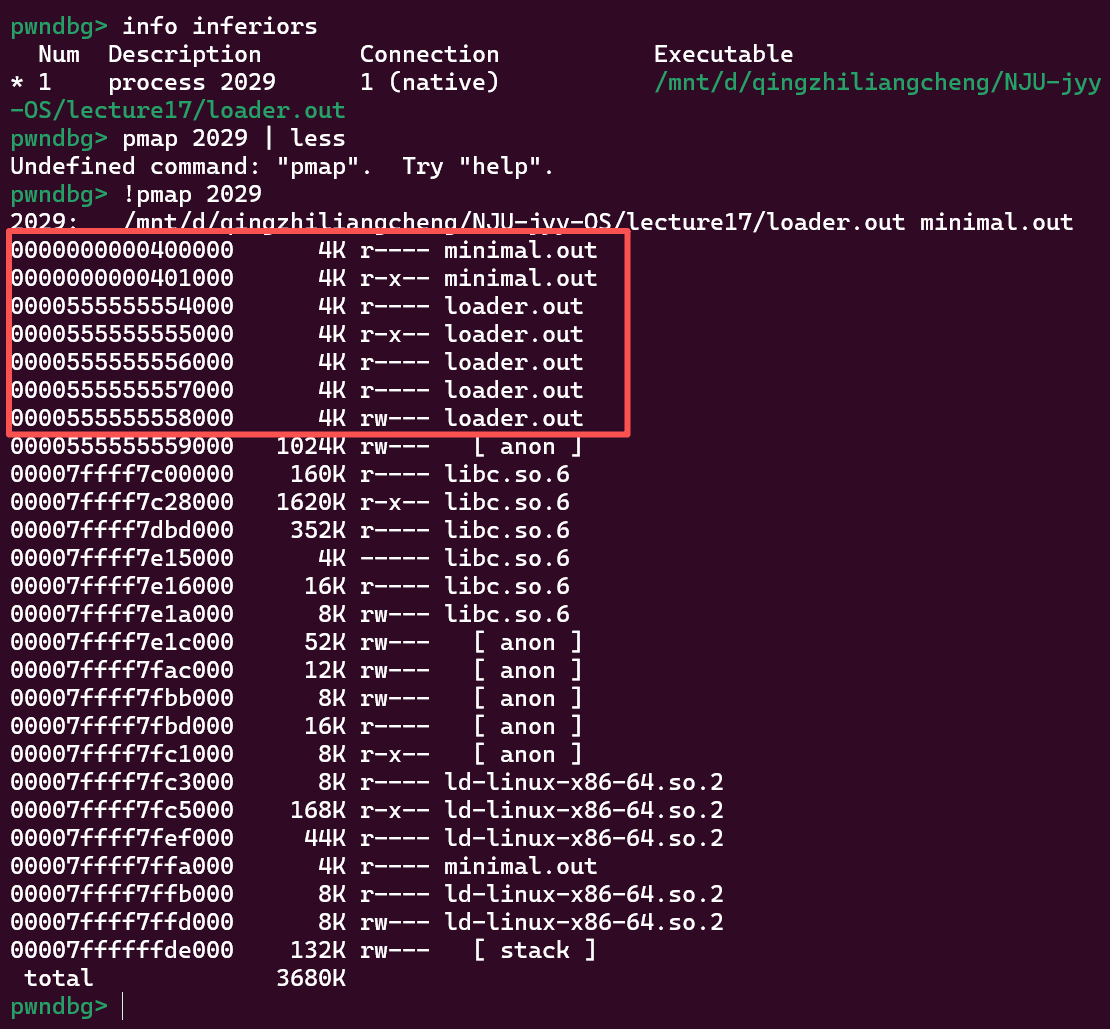 pwndbg> info inferiors
  Num  Description       Connection           Executable
* 1    process 2029      1 (native)           /mnt/d/qingzhiliangcheng/NJU-jyy
-OS/lecture17/loader.out
pwndbg> pmap 2029 | less
Undefined command: "pmap".  Try "help".
pwndbg> !pmap 2029
2029:   /mnt/d/qingzhiliangcheng/NJU-jyy-OS/lecture17/loader.out minimal.out
0000000000400000      4K r---- minimal.out
0000000000401000      4K r-x-- minimal.out
0000555555554000      4K r---- loader.out
0000555555555000      4K r-x-- loader.out
0000555555556000      4K r---- loader.out
0000555555557000      4K r---- loader.out
0000555555558000      4K rw--- loader.out
0000555555559000   1024K rw---   [ anon ]
00007ffff7c00000    160K r---- libc.so.6
00007ffff7c28000   1620K r-x-- libc.so.6
00007ffff7dbd000    352K r---- libc.so.6
00007ffff7e15000      4K ----- libc.so.6
00007ffff7e16000     16K r---- libc.so.6
00007ffff7e1a000      8K rw--- libc.so.6
00007ffff7e1c000     52K rw---   [ anon ]
00007ffff7fac000     12K rw---   [ anon ]
00007ffff7fbb000      8K rw---   [ anon ]
00007ffff7fbd000     16K r----   [ anon ]
00007ffff7fc1000      8K r-x--   [ anon ]
00007ffff7fc3000      8K r---- ld-linux-x86-64.so.2
00007ffff7fc5000    168K r-x-- ld-linux-x86-64.so.2
00007ffff7fef000     44K r---- ld-linux-x86-64.so.2
00007ffff7ffa000      4K r---- minimal.out
00007ffff7ffb000      8K r---- ld-linux-x86-64.so.2
00007ffff7ffd000      8K rw--- ld-linux-x86-64.so.2
00007ffffffde000    132K rw---   [ stack ]
 total             3680K
pwndbg>